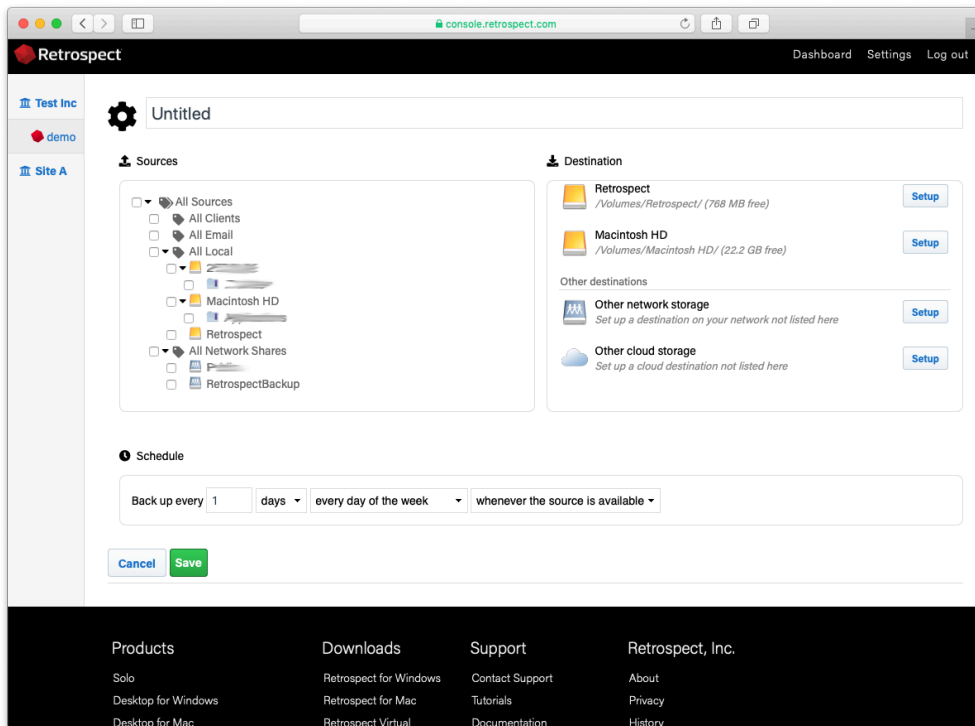 console.retrospect.com
Retrospect
Dashboard Settings Log out
Test Inc
demo
Site A
Untitled
Sources
All Sources
All Clients
All Email
All Local
Macintosh HD
Retrospect
All Network Shares
RetrospectBackup
Destination
Retrospect
/Volumes/Retrospect/ (768 MB free)
Setup
Macintosh HD
/Volumes/Macintosh HD/ (22.2 GB free)
Setup
Other destinations
Other network storage
Set up a destination on your network not listed here
Setup
Other cloud storage
Set up a cloud destination not listed here
Setup
Schedule
Back up every 1 days every day of the week whenever the source is available
Cancel Save
Products
Solo
Desktop for Windows
Desktop for Mac
Downloads
Retrospect for Windows
Retrospect for Mac
Retrospect Virtual
Support
Contact Support
Tutorials
Documentation
Retrospect, Inc.
About
Privacy
History